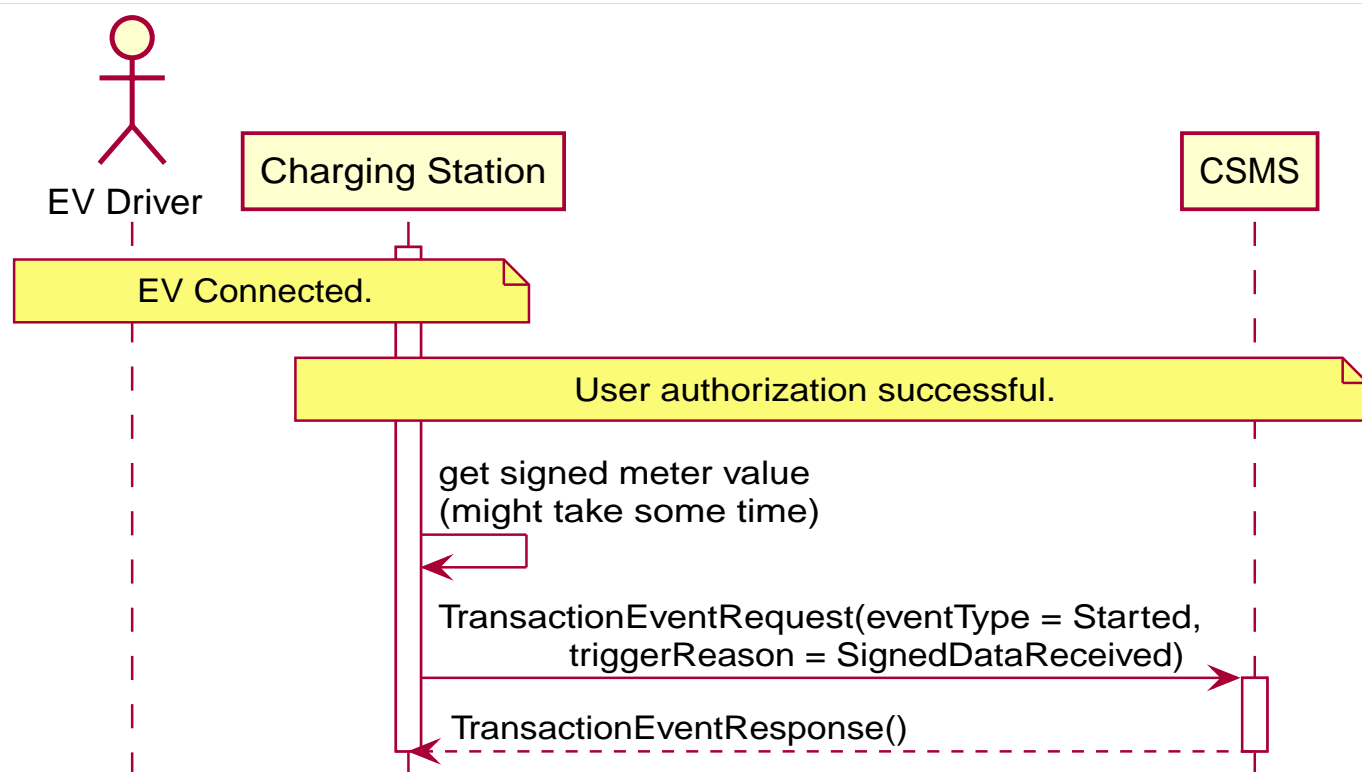 EV Driver
Charging Station
CSMS
EV Connected.
User authorization successful.
get signed meter value
(might take some time)
TransactionEventRequest(eventType = Started,
triggerReason = SignedDataReceived)
TransactionEventResponse()